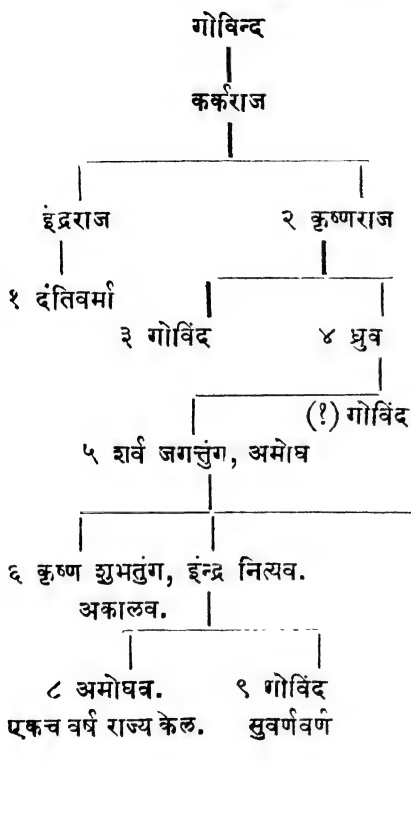 गोविन्द
कर्कराज
इंद्रराज २ कृष्णराज
१ दंतिवर्मा
३ गोविंद ४ ध्रुव
(१) गोविंद
५ शर्व जगत्तुंग, अमोघ
६ कृष्ण शुभतुंग, इंन्द्र नित्यव.
अकालव.
८ अमोघव. ९ गोविंद
एकच वर्ष राज्य केल. सुवर्णवर्ण